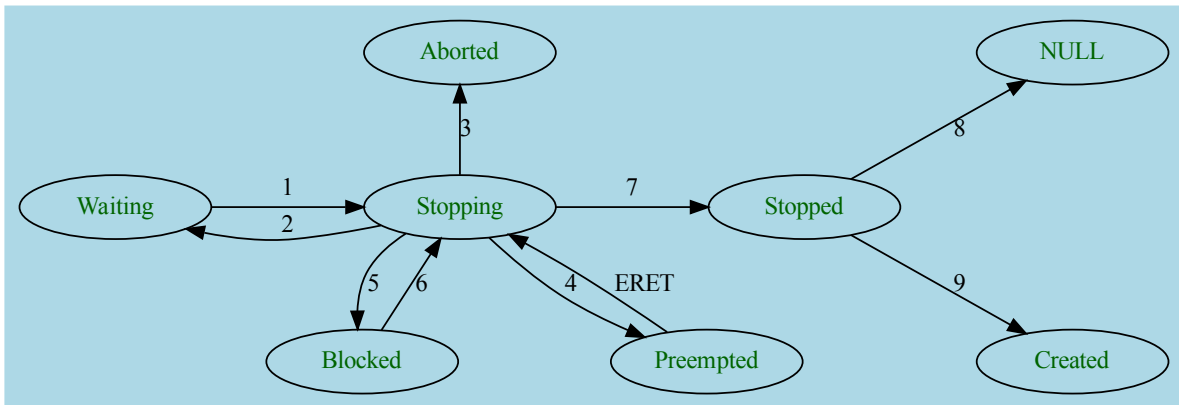 Aborted
NULL
3
8
Waiting
1
Stopping
7
Stopped
2
5
6
4
ERET
9
Blocked
Preempted
Created